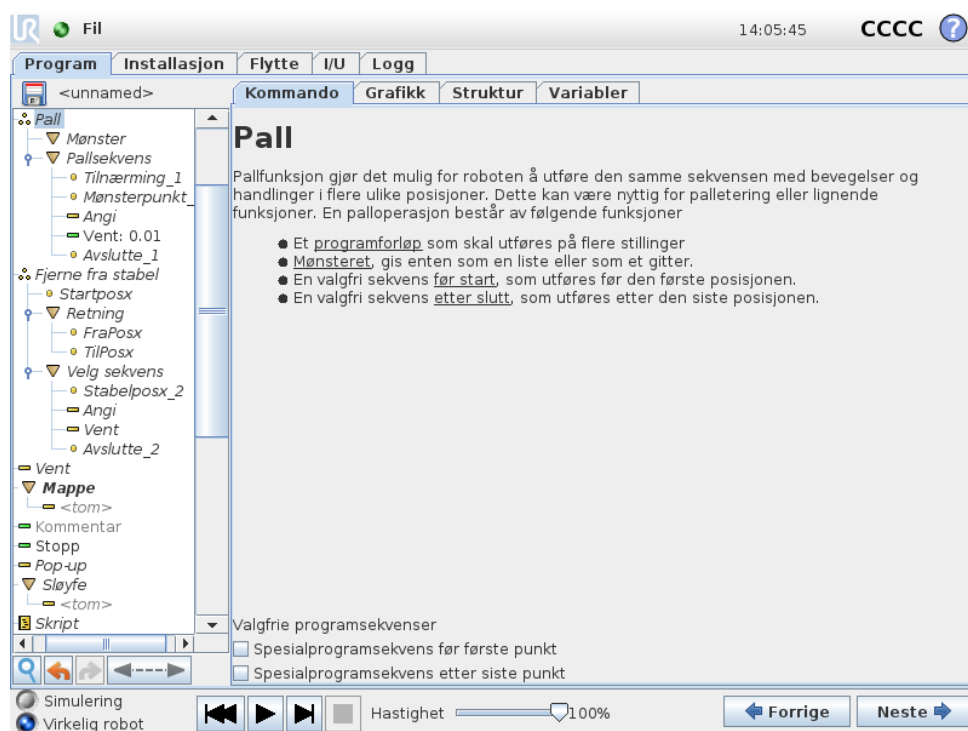 UR Fil 14:05:45 CCCC ?
Program Installasjon Flytte I/U Logg
<unnamed>
Kommando Grafikk Struktur Variabler
Pall
Mønster
Pallsekvens
Tilnærming_1
Mønsterpunkt_
Angi
Vent: 0.01
Avslutte_1
Fjerne fra stabel
Startposx
Retning
FraPosx
TilPosx
Velg sekvens
Stabelposx_2
Angi
Vent
Avslutte_2
Vent
Mappe
<tom>
Kommentar
Stopp
Pop-up
Sløyfe
<tom>
Skript
Pall
Pallfunksjon gjør det mulig for roboten å utføre den samme sekvensen med bevegelser og
handlinger i flere ulike posisjoner. Dette kan være nyttig for palletering eller lignende
funksjoner. En palloperasjon består av følgende funksjoner
Et programforløp som skal utføres på flere stillinger
Mønsteret, gis enten som en liste eller som et gitter.
En valgfri sekvens før start, som utføres før den første posisjonen.
En valgfri sekvens etter slutt, som utføres etter den siste posisjonen.
Valgfrie programsekvenser
Spesialprogramsekvens før første punkt
Spesialprogramsekvens etter siste punkt
Simulering
Virkelig robot
Hastighet 100%
Forrige Neste